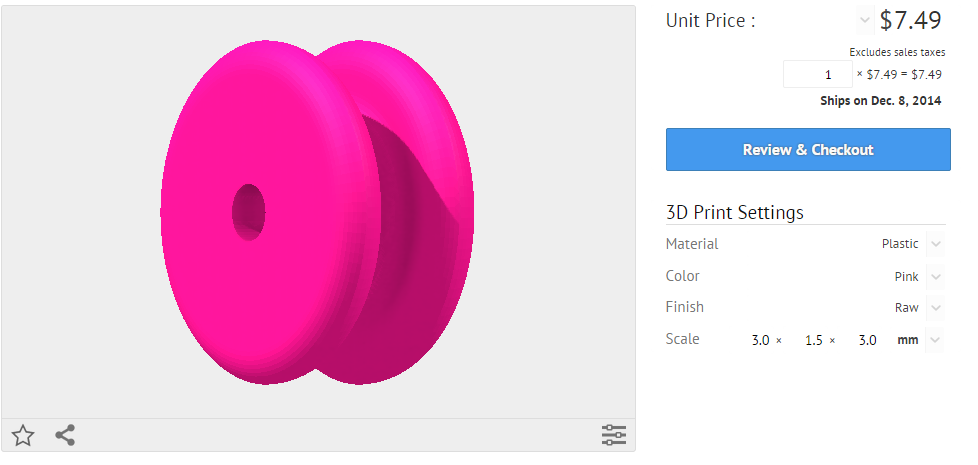 Unit Price : $7.49
Excludes sales taxes
1 × $7.49 = $7.49
Ships on Dec. 8, 2014
Review & Checkout
3D Print Settings
Material Plastic
Color Pink
Finish Raw
Scale 3.0 × 1.5 × 3.0 mm